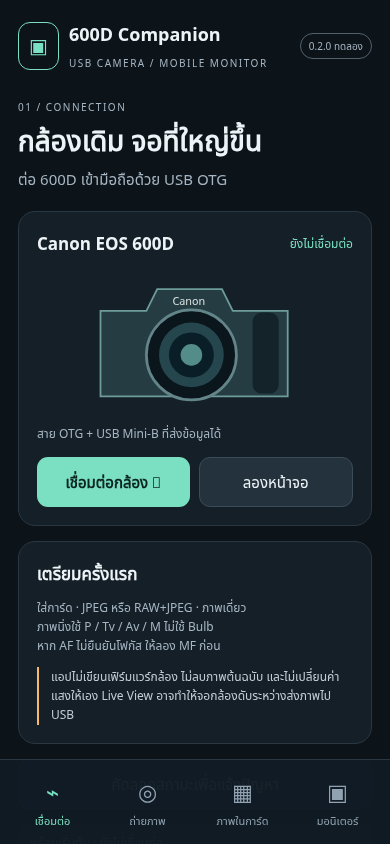 600D Companion
USB CAMERA / MOBILE MONITOR
0.2.0 ทดลอง
01 / CONNECTION
กล้องเดิม จอที่ใหญ่ขึ้น
ต่อ 600D เข้ามือถือด้วย USB OTG
Canon EOS 600D
ยังไม่เชื่อมต่อ
Canon
สาย OTG + USB Mini-B ที่ส่งข้อมูลได้
เชื่อมต่อกล้อง
ลองหน้าจอ
เตรียมครั้งแรก
ใส่การ์ด · JPEG หรือ RAW+JPEG · ภาพเดี่ยว
ภาพนิ่งใช้ P / Tv / Av / M ไม่ใช้ Bulb
หาก AF ไม่ยืนยันโฟกัส ให้ลอง MF ก่อน
แอปไม่เขียนเฟิร์มแวร์กล้อง ไม่ลบภาพต้นฉบับ และไม่เปลี่ยนค่า
แสงให้เอง Live View อาจทำให้จอกล้องดับระหว่างส่งภาพไป
USB
เชื่อมต่อ
ถ่ายภาพ
ภาพในการ์ด
มอนิเตอร์